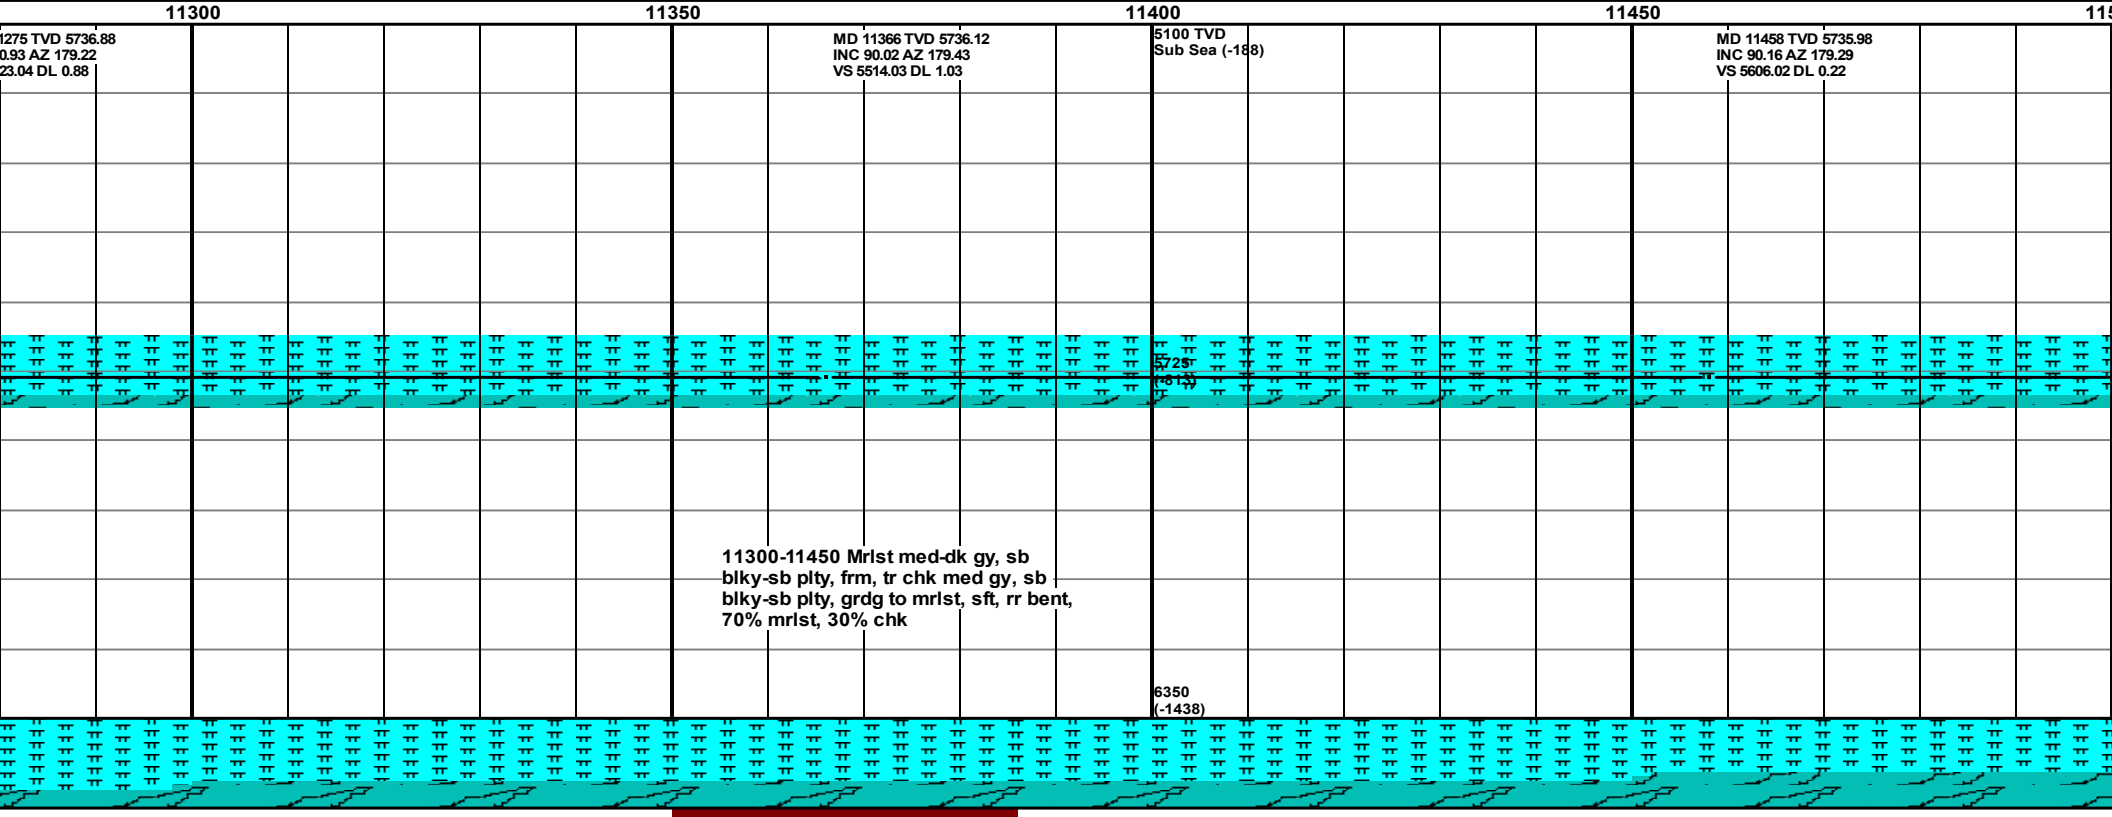 11300
11350
11400
11450
1275 TVD 5736.88
0.93 AZ 179.22
23.04 DL 0.88
MD 11366 TVD 5736.12
INC 90.02 AZ 179.43
VS 5514.03 DL 1.03
5100 TVD
Sub Sea (-188)
MD 11458 TVD 5735.98
INC 90.16 AZ 179.29
VS 5606.02 DL 0.22
5725
(-813)
11300-11450 Mrlst med-dk gy, sb
blky-sb plty, frm, tr chk med gy, sb
blky-sb plty, grdg to mrlst, sft, rr bent,
70% mrlst, 30% chk
6350
(-1438)